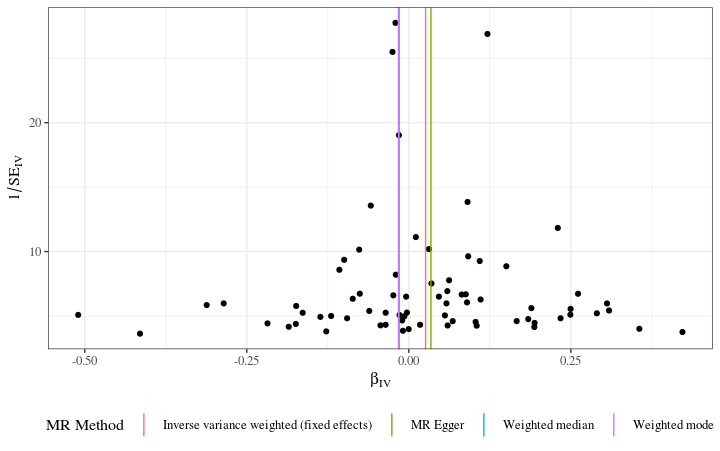 20
10
1/SE_IV
-0.50 -0.25 0.00 0.25
β_IV
MR Method Inverse variance weighted (fixed effects) MR Egger Weighted median Weighted mode